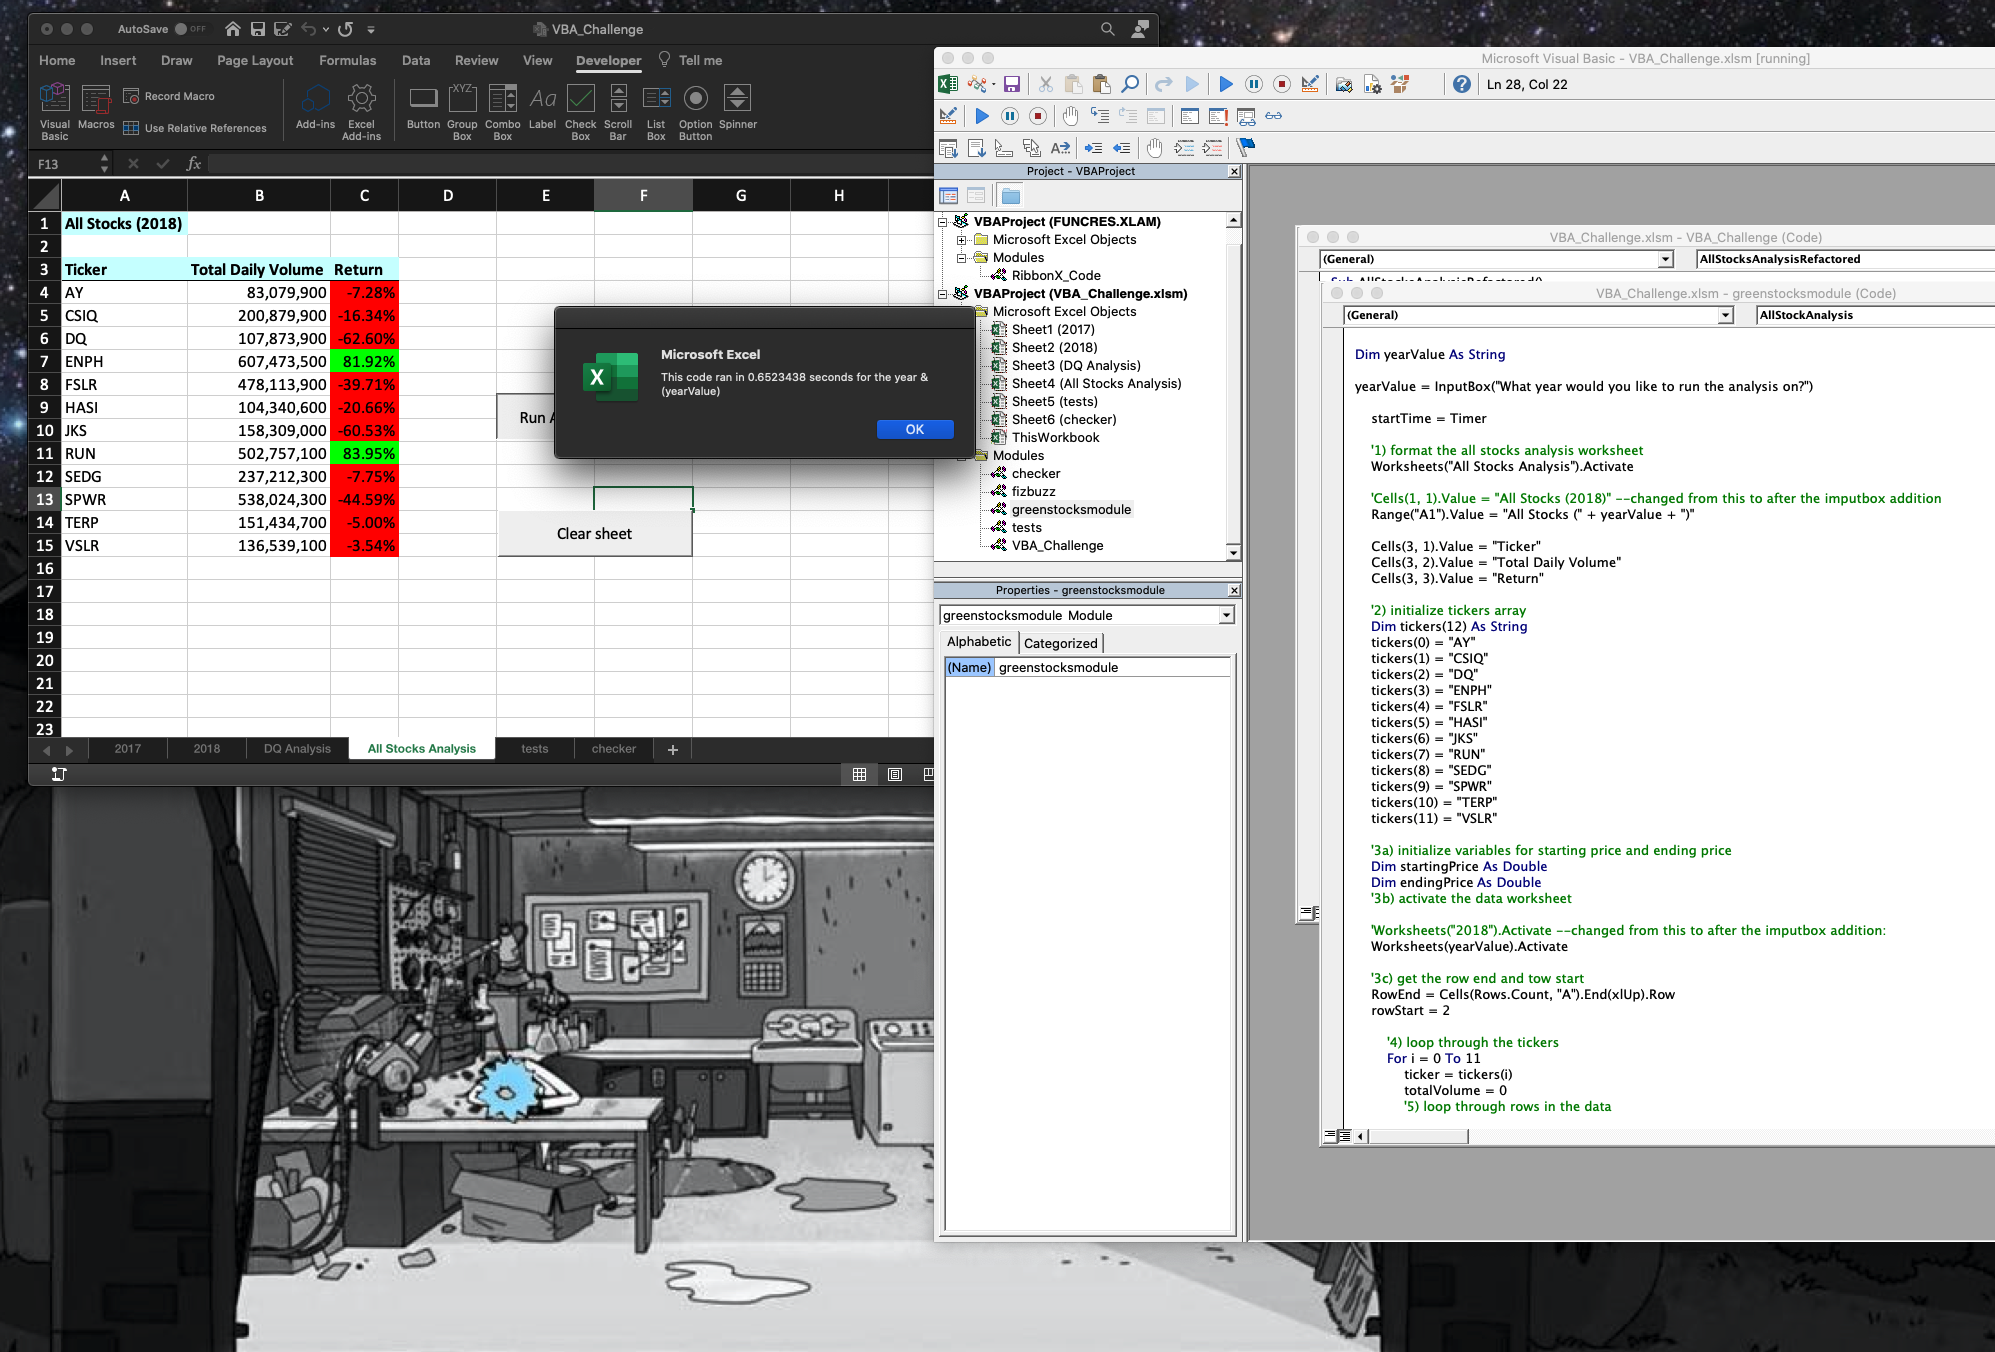 AutoSave OFF
VBA_Challenge
Home Insert Draw Page Layout Formulas Data Review View Developer Tell me
Visual Basic
Macros
Record Macro
Use Relative References
Add-ins
Excel Add-ins
Button
Group Box
Combo Box
Label
Check Box
Scroll Bar
List Box
Option Button
Spinner
F13 fx
A B C D E F G H
1 All Stocks (2018)
2
3 Ticker Total Daily Volume Return
4 AY 83,079,900 -7.28%
5 CSIQ 200,879,900 -16.34%
6 DQ 107,873,900 -62.60%
7 ENPH 607,473,500 81.92%
8 FSLR 478,113,900 -39.71%
9 HASI 104,340,600 -20.66%
10 JKS 158,309,000 -60.53%
11 RUN 502,757,100 83.95%
12 SEDG 237,212,300 -7.75%
13 SPWR 538,024,300 -44.59%
14 TERP 151,434,700 -5.00%
15 VSLR 136,539,100 -3.54%
16
17
18
19
20
21
22
23
Run A
Clear sheet
Microsoft Excel
This code ran in 0.6523438 seconds for the year &
(yearValue)
OK
2017 2018 DQ Analysis All Stocks Analysis tests checker +
Microsoft Visual Basic - VBA_Challenge.xlsm [running]
Ln 28, Col 22
Project - VBAProject
VBAProject (FUNCRES.XLAM)
Microsoft Excel Objects
Modules
RibbonX_Code
VBAProject (VBA_Challenge.xlsm)
Microsoft Excel Objects
Sheet1 (2017)
Sheet2 (2018)
Sheet3 (DQ Analysis)
Sheet4 (All Stocks Analysis)
Sheet5 (tests)
Sheet6 (checker)
ThisWorkbook
Modules
checker
fizbuzz
greenstocksmodule
tests
VBA_Challenge
Properties - greenstocksmodule
greenstocksmodule Module
Alphabetic Categorized
(Name) greenstocksmodule
VBA_Challenge.xlsm - VBA_Challenge (Code)
(General) AllStocksAnalysisRefactored
VBA_Challenge.xlsm - greenstocksmodule (Code)
(General) AllStockAnalysis
Dim yearValue As String
yearValue = InputBox("What year would you like to run the analysis on?")
startTime = Timer
'1) format the all stocks analysis worksheet
Worksheets("All Stocks Analysis").Activate
'Cells(1, 1).Value = "All Stocks (2018)" --changed from this to after the imputbox addition
Range("A1").Value = "All Stocks (" + yearValue + ")"
Cells(3, 1).Value = "Ticker"
Cells(3, 2).Value = "Total Daily Volume"
Cells(3, 3).Value = "Return"
'2) initialize tickers array
Dim tickers(12) As String
tickers(0) = "AY"
tickers(1) = "CSIQ"
tickers(2) = "DQ"
tickers(3) = "ENPH"
tickers(4) = "FSLR"
tickers(5) = "HASI"
tickers(6) = "JKS"
tickers(7) = "RUN"
tickers(8) = "SEDG"
tickers(9) = "SPWR"
tickers(10) = "TERP"
tickers(11) = "VSLR"
'3a) initialize variables for starting price and ending price
Dim startingPrice As Double
Dim endingPrice As Double
'3b) activate the data worksheet
'Worksheets("2018").Activate --changed from this to after the imputbox addition:
Worksheets(yearValue).Activate
'3c) get the row end and tow start
RowEnd = Cells(Rows.Count, "A").End(xlUp).Row
rowStart = 2
'4) loop through the tickers
For i = 0 To 11
ticker = tickers(i)
totalVolume = 0
'5) loop through rows in the data